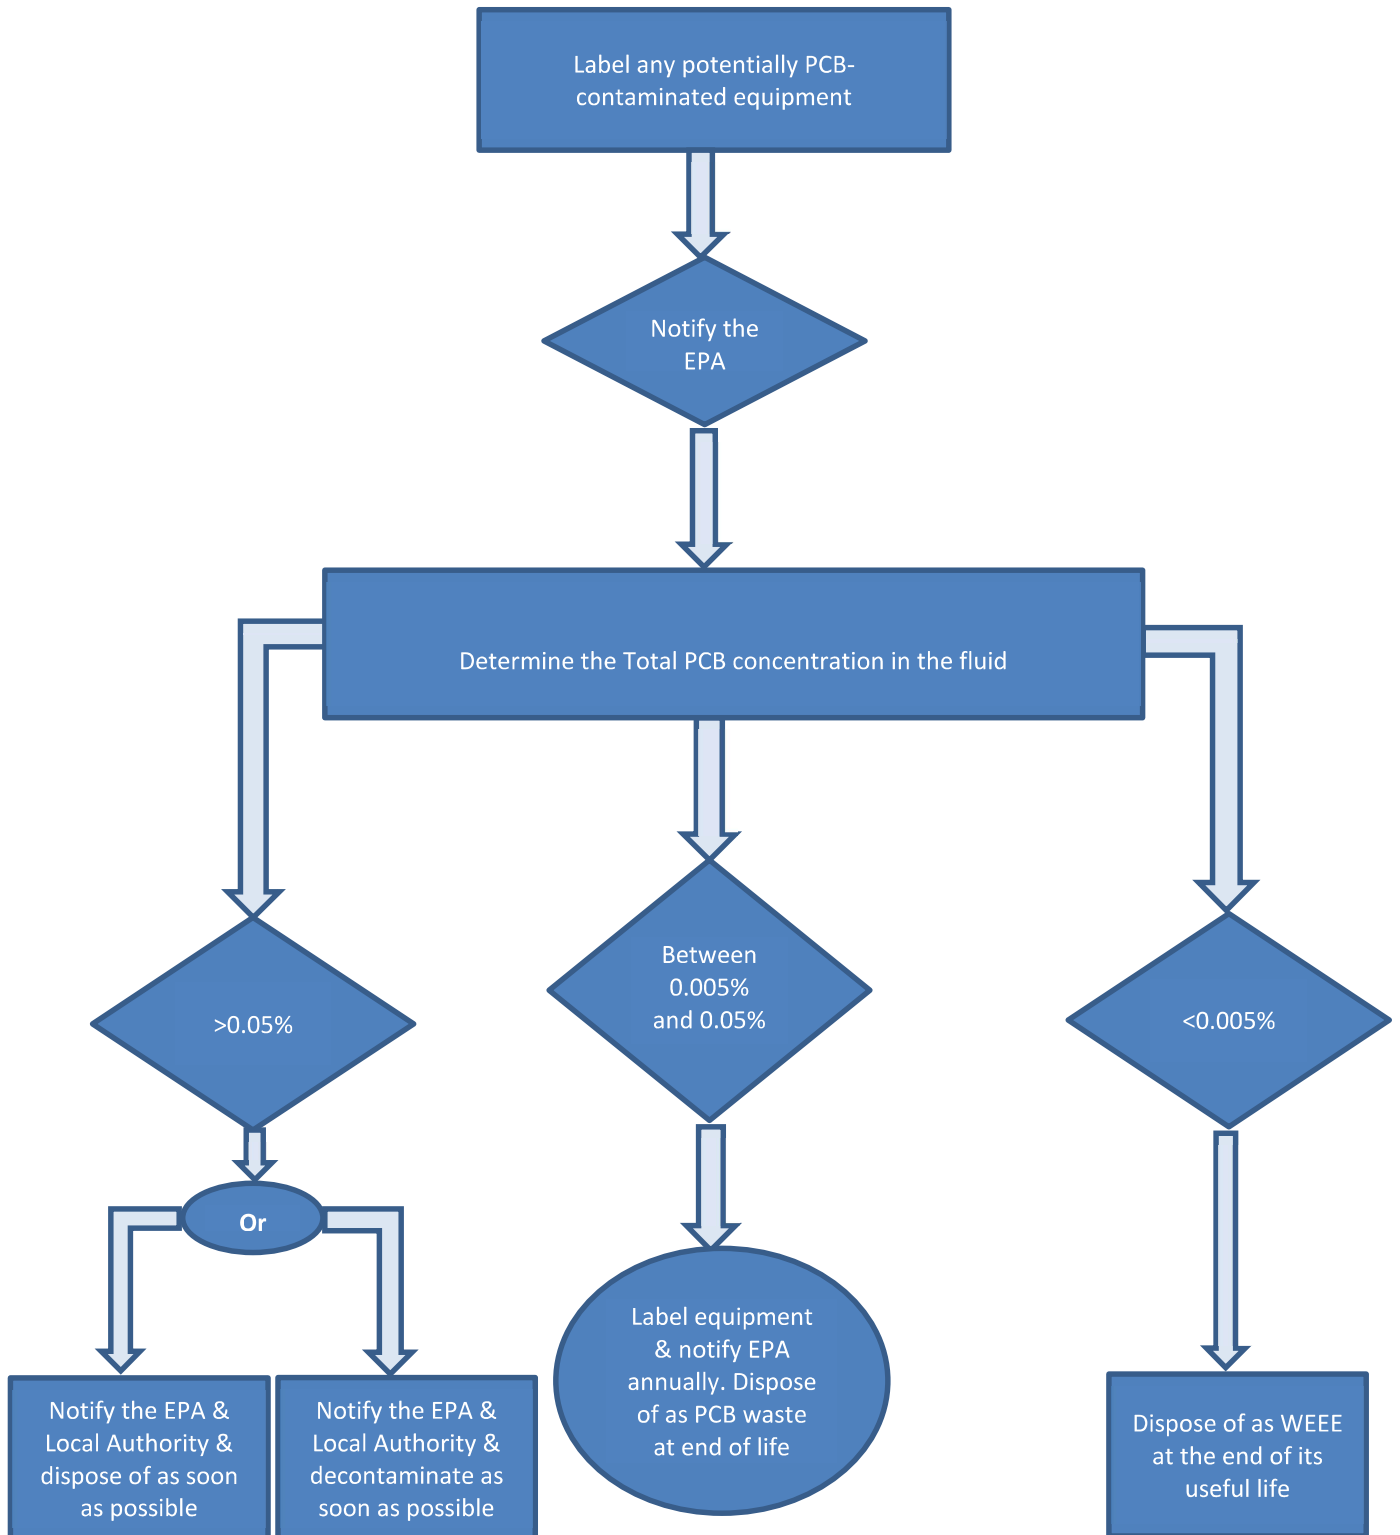 Label any potentially PCB-
contaminated equipment
Notify the
EPA
Determine the Total PCB concentration in the fluid
>0.05%
Between
0.005%
and 0.05%
<0.005%
Or
Notify the EPA &
Local Authority &
dispose of as soon
as possible
Notify the EPA &
Local Authority &
decontaminate as
soon as possible
Label equipment
& notify EPA
annually. Dispose
of as PCB waste
at end of life
Dispose of as WEEE
at the end of its
useful life